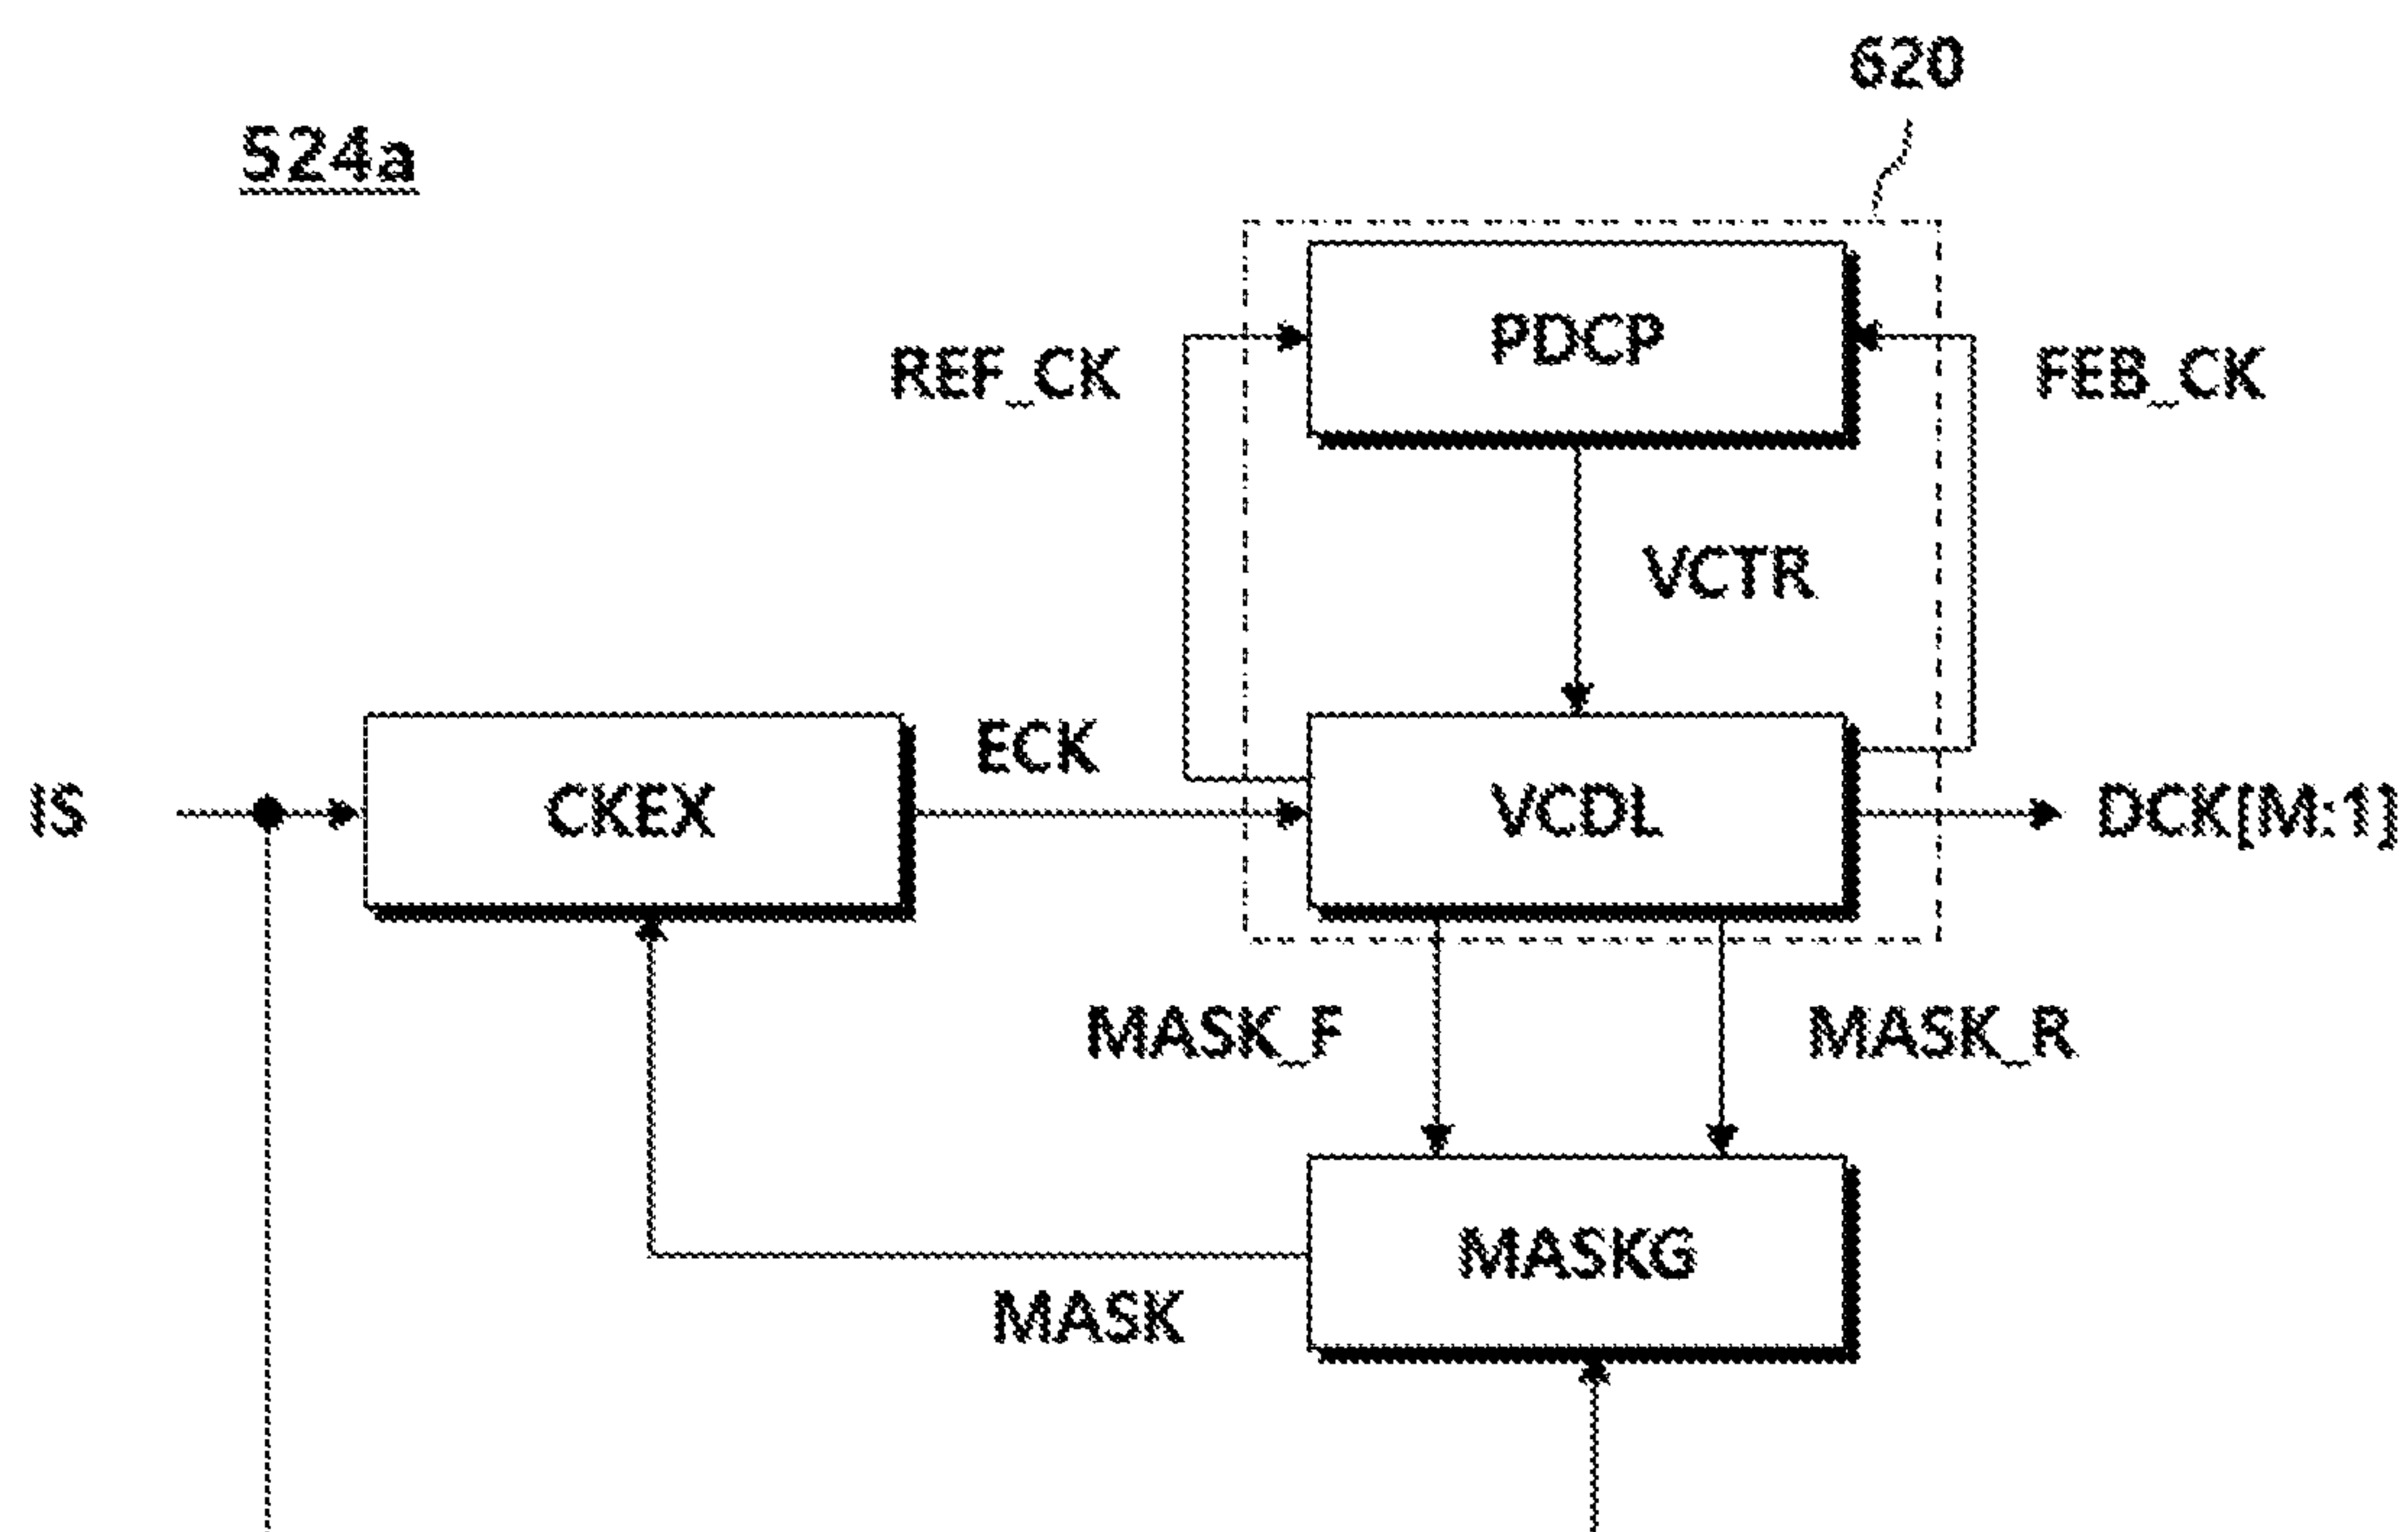 620
524a
PDCP
REF_CK
FEB_CK
VCTR
ECK
IS
CKEX
VCDL
DCK[M:1]
MASK_F
MASK_R
MASKG
MASK